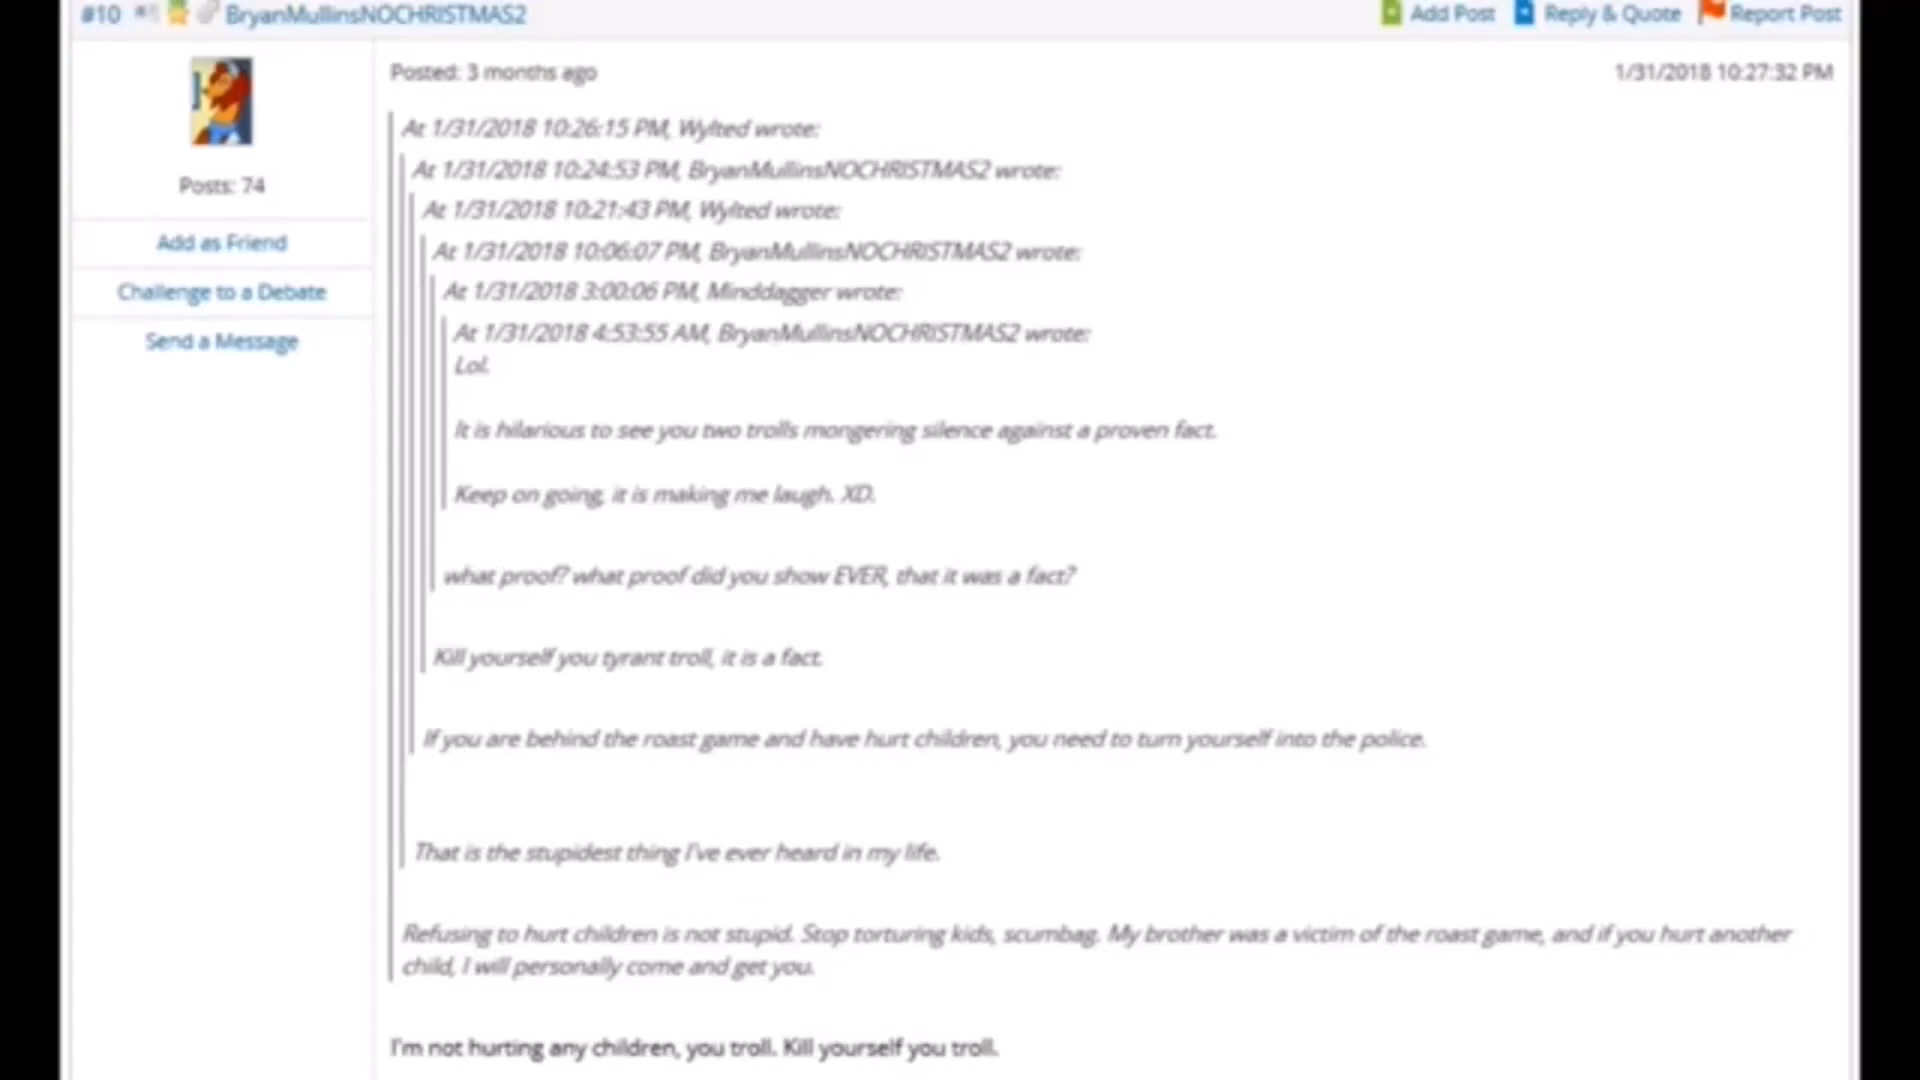 #10 BryanMullinsNOCHRISTMAS2 Add Post Reply & Quote Report Post
Posted: 3 months ago 1/31/2018 10:27:32 PM
At 1/31/2018 10:26:15 PM, Wylted wrote:
At 1/31/2018 10:24:53 PM, BryanMullinsNOCHRISTMAS2 wrote:
Posts: 74
At 1/31/2018 10:21:43 PM, Wylted wrote:
Add as Friend
At 1/31/2018 10:06:07 PM, BryanMullinsNOCHRISTMAS2 wrote:
Challenge to a Debate
At 1/31/2018 3:00:06 PM, Minddagger wrote:
Send a Message
At 1/31/2018 4:53:55 AM, BryanMullinsNOCHRISTMAS2 wrote:
Lol.
It is hilarious to see you two trolls mongering silence against a proven fact.
Keep on going, it is making me laugh. XD.
what proof? what proof did you show EVER, that it was a fact?
Kill yourself you tyrant troll, it is a fact.
If you are behind the roast game and have hurt children, you need to turn yourself into the police.
That is the stupidest thing I've ever heard in my life.
Refusing to hurt children is not stupid. Stop torturing kids, scumbag. My brother was a victim of the roast game, and if you hurt another
child, I will personally come and get you.
I'm not hurting any children, you troll. Kill yourself you troll.